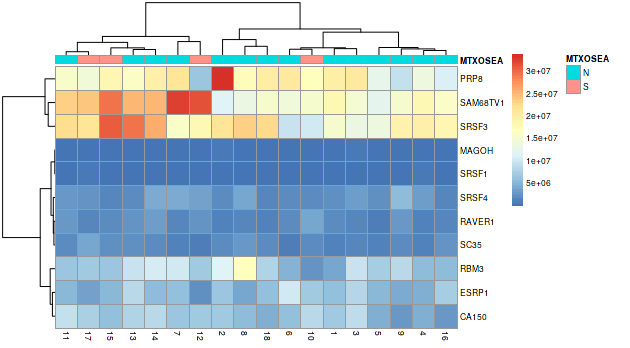 MTXOSEA
PRP8
SAM68TV1
SRSF3
MAGOH
SRSF1
SRSF4
RAVER1
SC35
RBM3
ESRP1
CA150
11 17 15 13 14 7 12 2 8 18 6 10 1 3 5 9 4 16
3e+07
2.5e+07
2e+07
1.5e+07
1e+07
5e+06
MTXOSEA
N
S